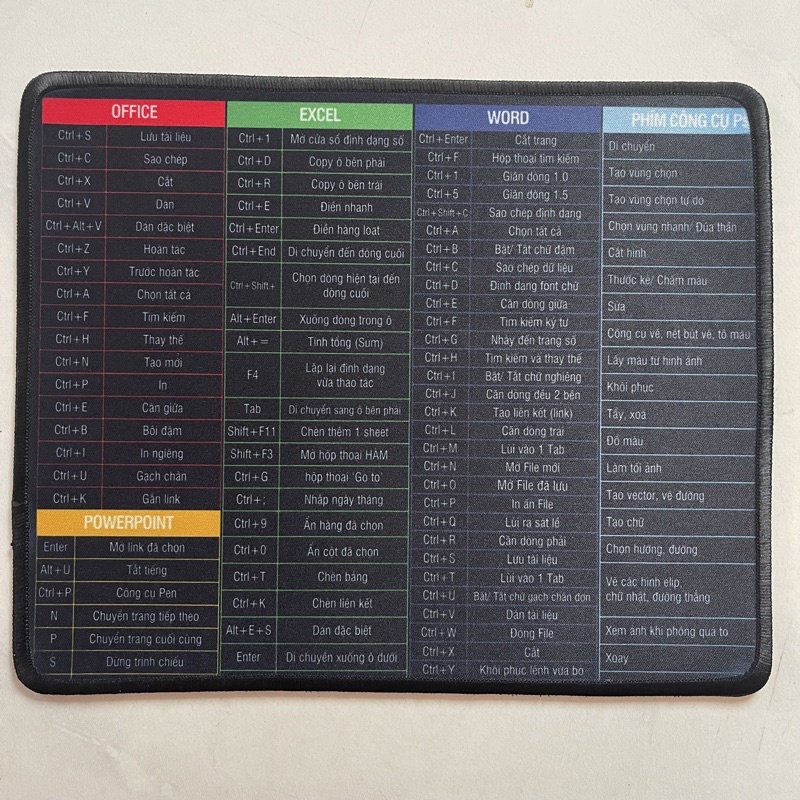 OFFICE
Ctrl+S Lưu tài liệu
Ctrl+C Sao chép
Ctrl+X Cắt
Ctrl+V Dán
Ctrl+Alt+V Dán đặc biệt
Ctrl+Z Hoàn tác
Ctrl+Y Trước hoàn tác
Ctrl+A Chọn tất cả
Ctrl+F Tìm kiếm
Ctrl+H Thay thế
Ctrl+N Tạo mới
Ctrl+P In
Ctrl+E Căn giữa
Ctrl+B Bôi đậm
Ctrl+I In ngiêng
Ctrl+U Gạch chân
Ctrl+K Gắn link
POWERPOINT
Enter Mở link đã chọn
Alt+U Tắt tiếng
Ctrl+P Công cụ Pen
N Chuyển trang tiếp theo
P Chuyển trang cuối cùng
S Dừng trình chiếu
EXCEL
Ctrl+1 Mở cửa sổ định dạng số
Ctrl+D Copy ô bên phải
Ctrl+R Copy ô bên trái
Ctrl+E Điền nhanh
Ctrl+Enter Điền hàng loạt
Ctrl+End Di chuyển đến dòng cuối
Ctrl+Shift+ Chọn dòng hiện tại đến
dòng cuối
Alt+Enter Xuống dòng trong ô
Alt+= Tính tổng (Sum)
F4 Lặp lại định dạng
vừa thao tác
Tab Di chuyển sang ô bên phải
Shift+F11 Chèn thêm 1 sheet
Shift+F3 Mở hộp thoại HÀM
Ctrl+G hộp thoại 'Go to'
Ctrl+; Nhập ngày tháng
Ctrl+9 Ẩn hàng đã chọn
Ctrl+0 Ẩn cột đã chọn
Ctrl+T Chèn bảng
Ctrl+K Chèn liên kết
Alt+E+S Dán đặc biệt
Enter Di chuyển xuống ô dưới
WORD
Ctrl+Enter Cắt trang
Ctrl+F Hộp thoại tìm kiếm
Ctrl+1 Giãn dòng 1.0
Ctrl+5 Giãn dòng 1.5
Ctrl+Shift+C Sao chép định dạng
Ctrl+A Chọn tất cả
Ctrl+B Bật/ Tắt chữ đậm
Ctrl+C Sao chép dữ liệu
Ctrl+D Định dạng font chữ
Ctrl+E Căn dòng giữa
Ctrl+F Tìm kiếm ký tự
Ctrl+G Nhảy đến trang số
Ctrl+H Tìm kiếm và thay thế
Ctrl+I Bật/ Tắt chữ nghiêng
Ctrl+J Căn dòng đều 2 bên
Ctrl+K Tạo liên kết (link)
Ctrl+L Căn dòng trái
Ctrl+M Lùi vào 1 Tab
Ctrl+N Mở File mới
Ctrl+O Mở File đã lưu
Ctrl+P In ấn File
Ctrl+Q Lùi ra sát lề
Ctrl+R Căn dòng phải
Ctrl+S Lưu tài liệu
Ctrl+T Lùi vào 1 Tab
Ctrl+U Bật/ Tắt chữ gạch chân đơn
Ctrl+V Dán tài liệu
Ctrl+W Đóng File
Ctrl+X Cắt
Ctrl+Y Khôi phục lệnh vừa bỏ
PHÍM CÔNG CỤ Ps
Di chuyển
Tạo vùng chọn
Tạo vùng chọn tự do
Chọn vùng nhanh/ Đũa thần
Cắt hình
Thước kẻ/ Chấm màu
Sửa
Công cụ vẽ, nét bút vẽ, tô màu
Lấy màu từ hình ảnh
Khôi phục
Tẩy, xoá
Đổ màu
Làm tối ảnh
Tạo vector, vẽ đường
Tạo chữ
Chọn hướng, đường
Vẽ các hình elip,
chữ nhật, đường thẳng
Xem ảnh khi phóng quá to
Xoay